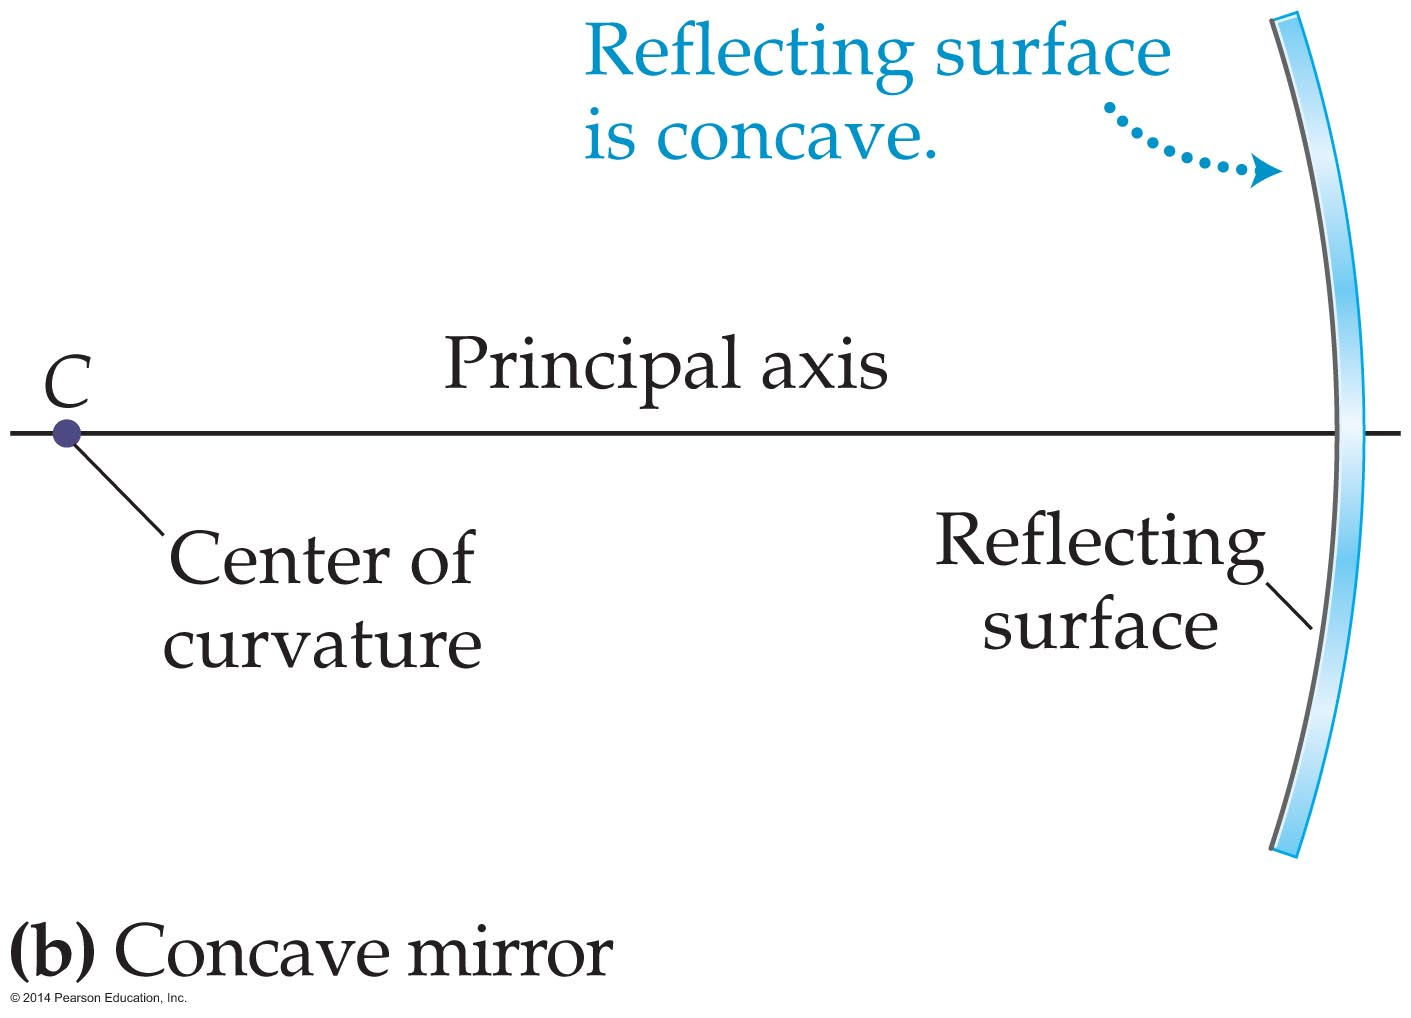 Reflecting surface
is concave.
C
Principal axis
Center of
curvature
Reflecting
surface
(b) Concave mirror
© 2014 Pearson Education, Inc.